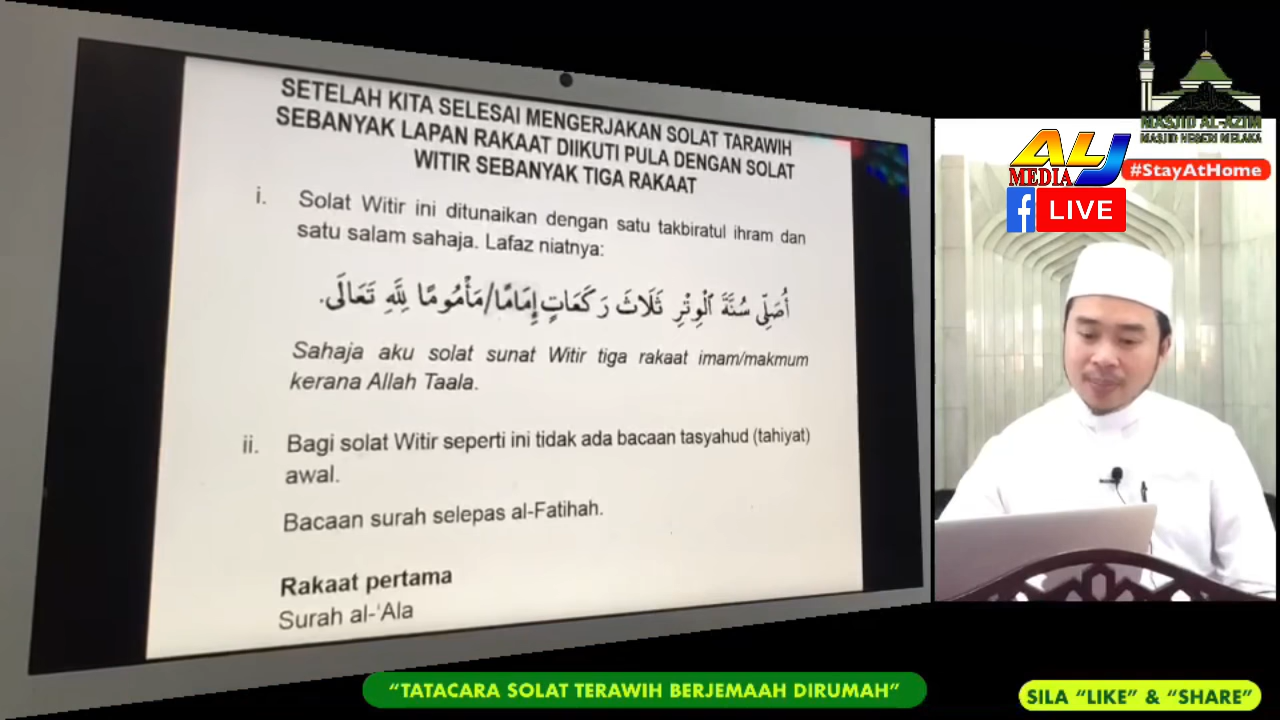 SETELAH KITA SELESAI MENGERJAKAN SOLAT TARAWIH
SEBANYAK LAPAN RAKAAT DIIKUTI PULA DENGAN SOLAT
WITIR SEBANYAK TIGA RAKAAT
i. Solat Witir ini ditunaikan dengan satu takbiratul ihram dan
satu salam sahaja. Lafaz niatnya:
أُصَلِّى سُنَّةَ ٱلْوِتْرِ ثَلَاثَ رَكَعَاتٍ إِمَامًا/مَأْمُومًا لِلَّهِ تَعَالَى.
Sahaja aku solat sunat Witir tiga rakaat imam/makmum
kerana Allah Taala.
ii. Bagi solat Witir seperti ini tidak ada bacaan tasyahud (tahiyat)
awal.
Bacaan surah selepas al-Fatihah.
Rakaat pertama
Surah al-‘Ala
MASJID AL-AZIM
MASJID NEGERI MELAKA
ALJ
MEDIA
#StayAtHome
f LIVE
“TATACARA SOLAT TERAWIH BERJEMAAH DIRUMAH”
SILA “LIKE” & “SHARE”